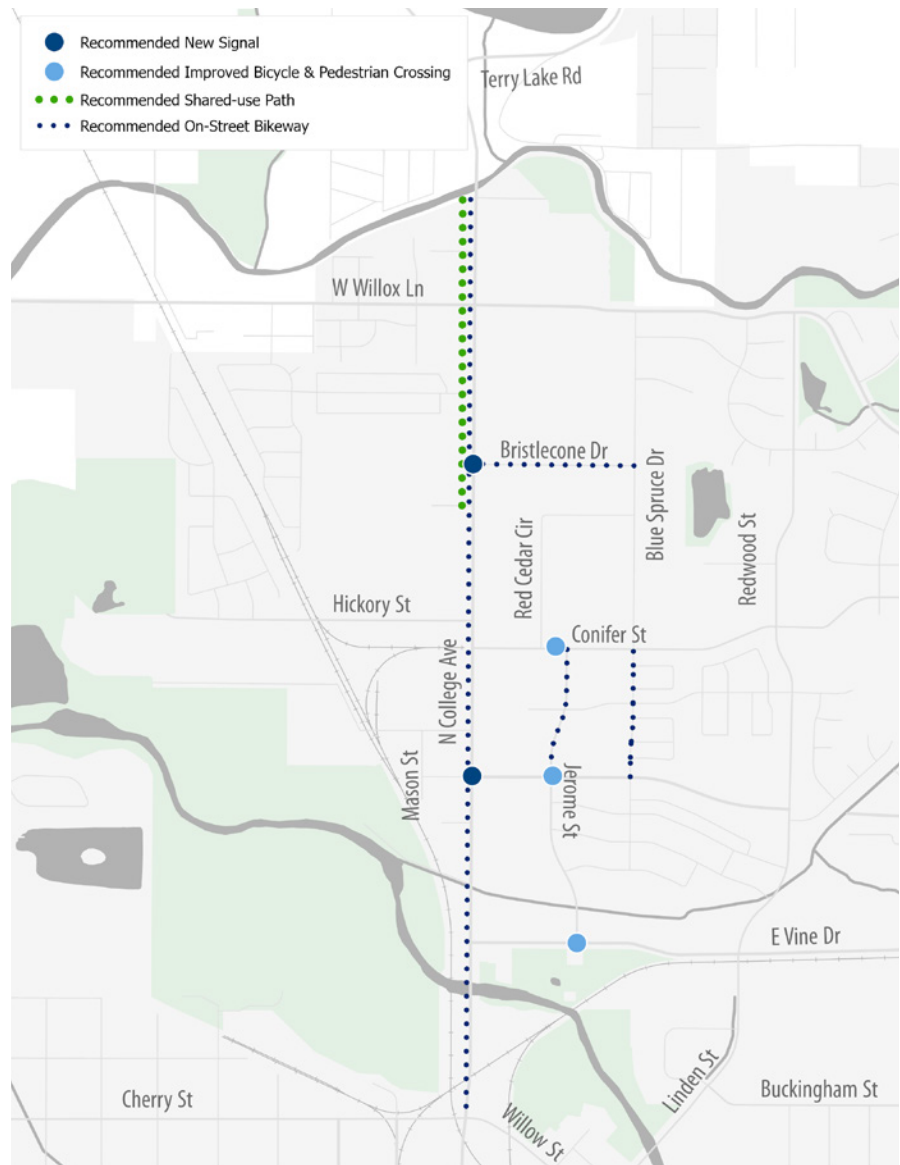 Recommended New Signal
Recommended Improved Bicycle & Pedestrian Crossing
Recommended Shared-use Path
Recommended On-Street Bikeway
Terry Lake Rd
W Willox Ln
Bristlecone Dr
Blue Spruce Dr
Red Cedar Cir
Redwood St
Hickory St
Conifer St
N College Ave
Mason St
Jerome St
E Vine Dr
Linden St
Buckingham St
Cherry St
Willow St